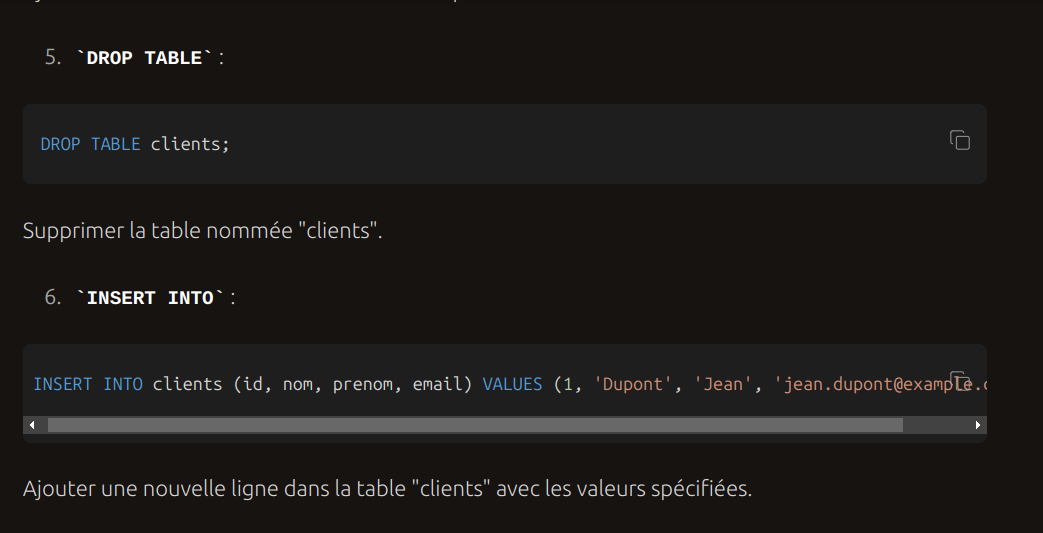 5. `DROP TABLE` :
DROP TABLE clients;
Supprimer la table nommée "clients".
6. `INSERT INTO` :
INSERT INTO clients (id, nom, prenom, email) VALUES (1, 'Dupont', 'Jean', 'jean.dupont@example.c
Ajouter une nouvelle ligne dans la table "clients" avec les valeurs spécifiées.